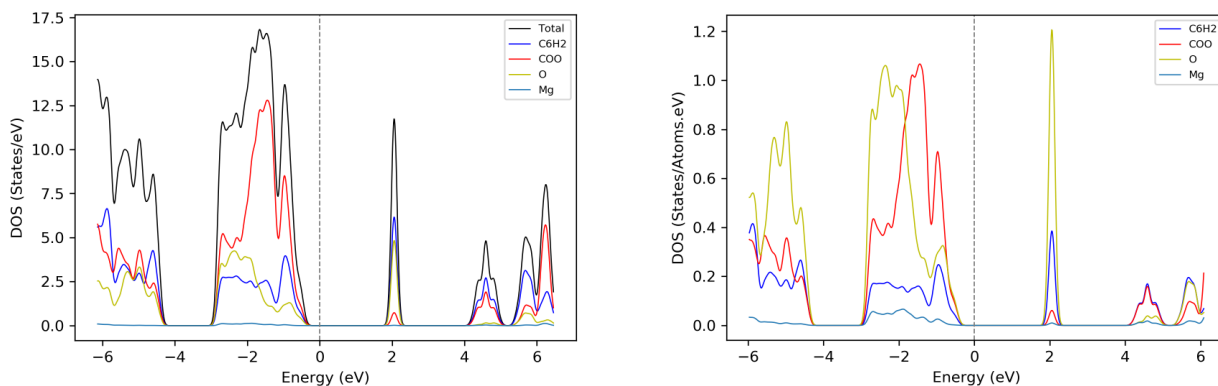 17.5
15.0
12.5
10.0
7.5
5.0
2.5
0.0
DOS (States/eV)
−6
−4
−2
0
2
4
6
Energy (eV)
Total
C6H2
COO
O
Mg
1.2
1.0
0.8
0.6
0.4
0.2
0.0
DOS (States/Atoms.eV)
−6
−4
−2
0
2
4
6
Energy (eV)
C6H2
COO
O
Mg